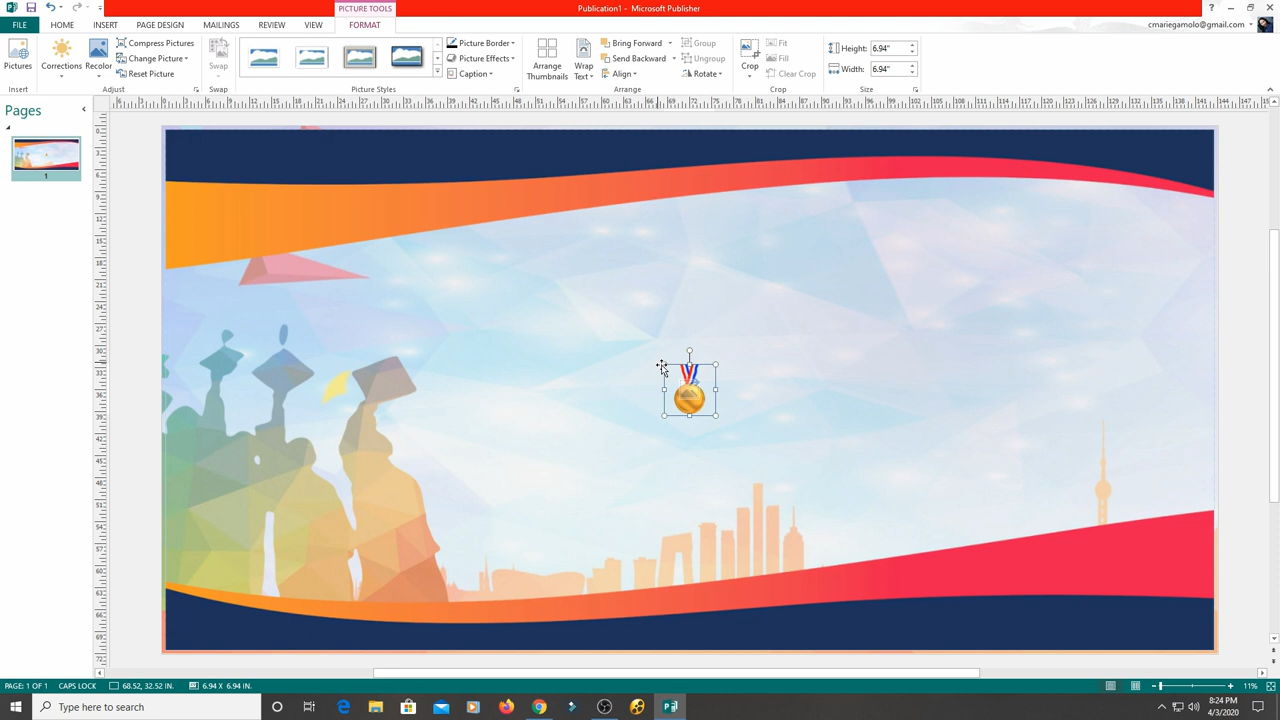 Publication1 - Microsoft Publisher
PICTURE TOOLS
FILE HOME INSERT PAGE DESIGN MAILINGS REVIEW VIEW FORMAT
cmariegamolo@gmail.com
Pictures
Corrections
Recolor
Compress Pictures
Change Picture
Reset Picture
Swap
Picture Border
Picture Effects
Caption
Arrange
Thumbnails
Wrap
Text
Bring Forward
Send Backward
Align
Group
Ungroup
Rotate
Crop
Fit
Fill
Clear Crop
Height: 6.94"
Width: 6.94"
Insert Adjust Swap Picture Styles Arrange Crop Size
Pages
1
PAGE: 1 OF 1 CAPS LOCK 68.52, 32.52 IN. 6.94 X 6.94 IN. 11%
Type here to search
8:24 PM
4/3/2020